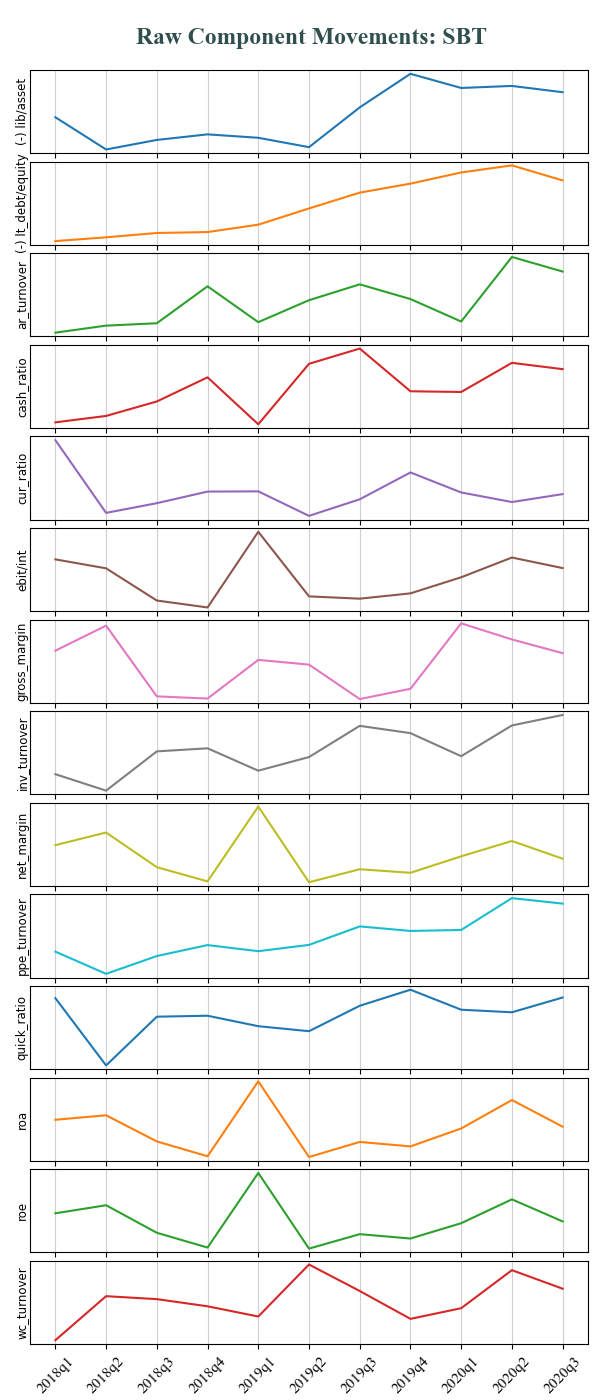 Raw Component Movements: SBT
(-) lib/asset
(-) lt_debt/equity
ar_turnover
cash_ratio
cur_ratio
ebit/int
gross_margin
inv_turnover
net_margin
ppe_turnover
quick_ratio
roa
roe
wc_turnover
2018q1 2018q2 2018q3 2018q4 2019q1 2019q2 2019q3 2019q4 2020q1 2020q2 2020q3